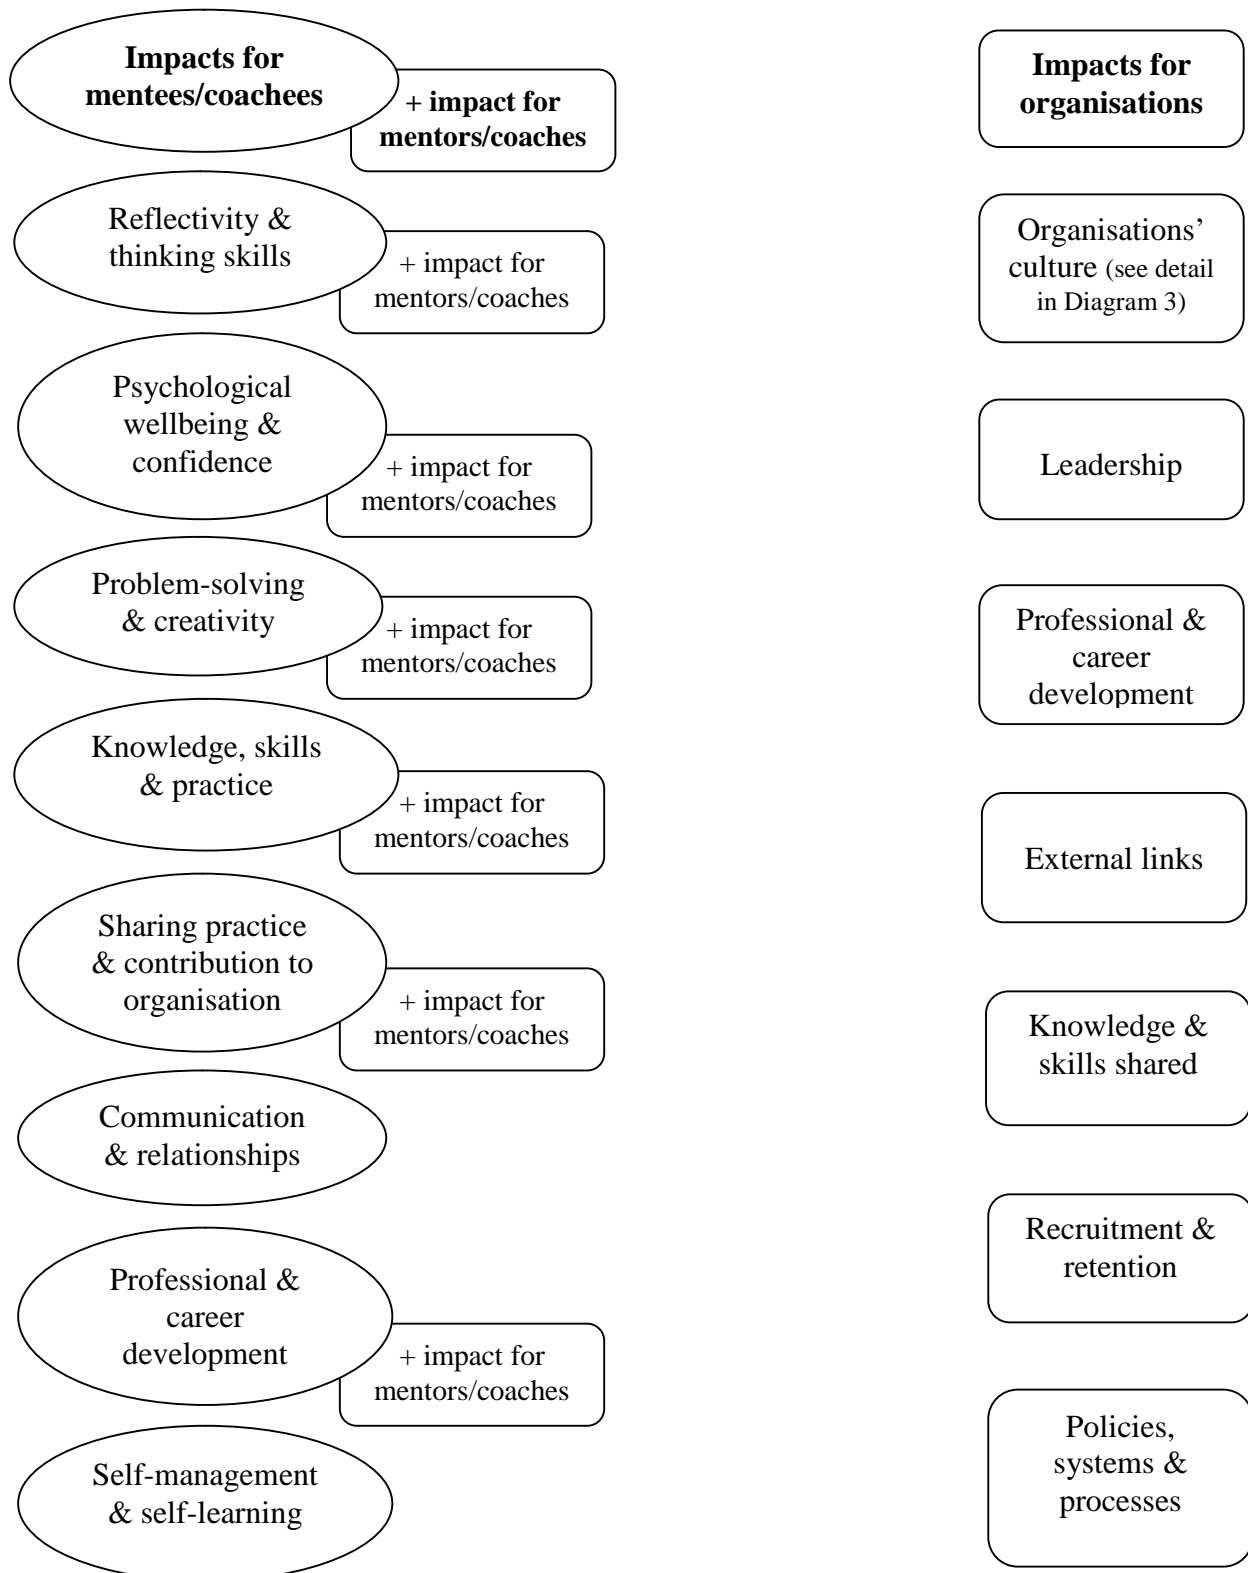 Impacts for
mentees/coachees
+ impact for
mentors/coaches
Reflectivity &
thinking skills
+ impact for
mentors/coaches
Psychological
wellbeing &
confidence
+ impact for
mentors/coaches
Problem-solving
& creativity
+ impact for
mentors/coaches
Knowledge, skills
& practice
+ impact for
mentors/coaches
Sharing practice
& contribution to
organisation
+ impact for
mentors/coaches
Communication
& relationships
Professional &
career
development
+ impact for
mentors/coaches
Self-management
& self-learning
Impacts for
organisations
Organisations’
culture (see detail
in Diagram 3)
Leadership
Professional &
career
development
External links
Knowledge &
skills shared
Recruitment &
retention
Policies,
systems &
processes